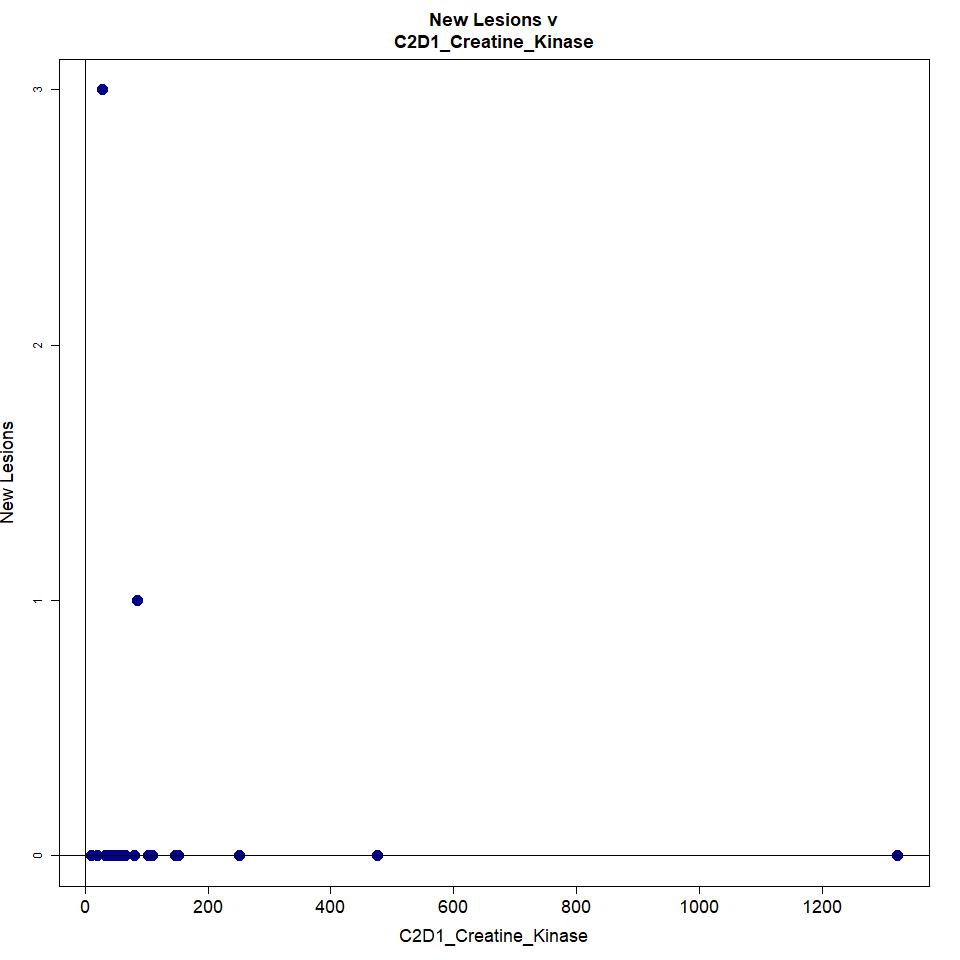 New Lesions v
C2D1_Creatine_Kinase
3
2
1
0
New Lesions
0 200 400 600 800 1000 1200
C2D1_Creatine_Kinase